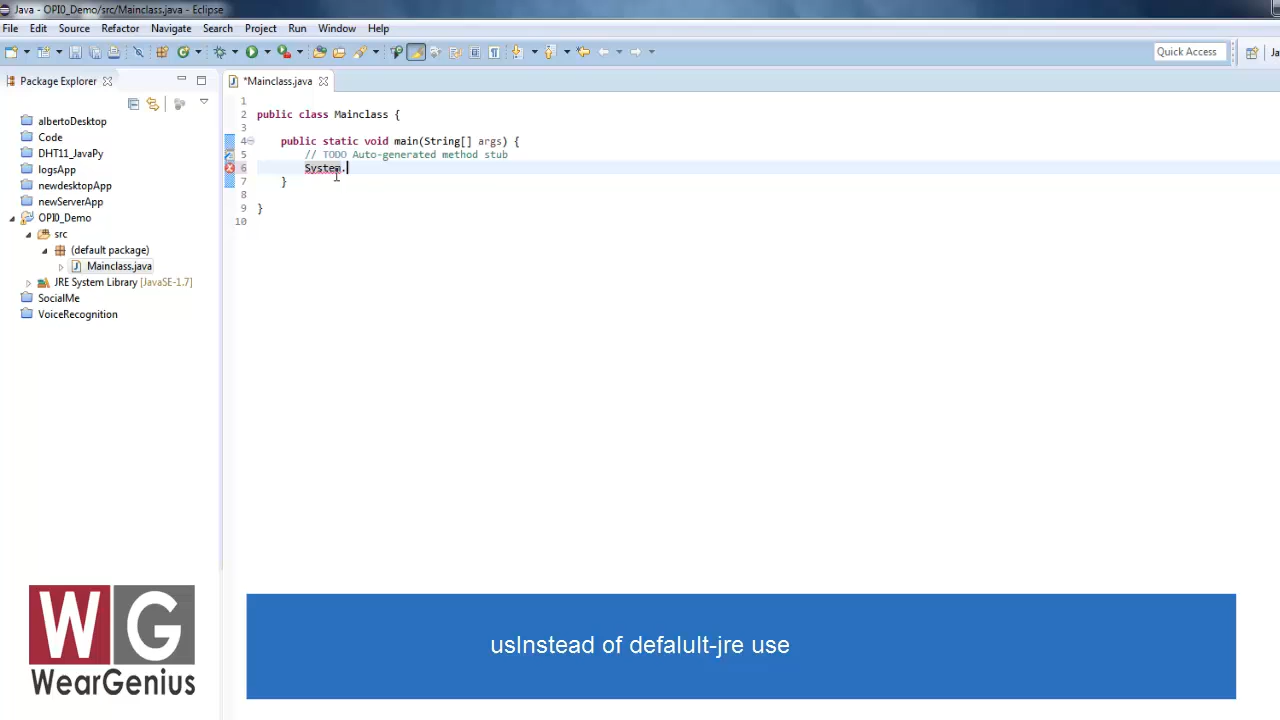 Java - OPI0_Demo/src/Mainclass.java - Eclipse
File Edit Source Refactor Navigate Search Project Run Window Help
Quick Access
Ja
Package Explorer
*Mainclass.java
albertoDesktop
Code
DHT11_JavaPy
logsApp
newdesktopApp
newServerApp
OPI0_Demo
src
(default package)
Mainclass.java
JRE System Library [JavaSE-1.7]
SocialMe
VoiceRecognition
1
2 public class Mainclass {
3
4 public static void main(String[] args) {
5 // TODO Auto-generated method stub
6 System.
7 }
8
9 }
10
WG
WearGenius
usInstead of defalult-jre use